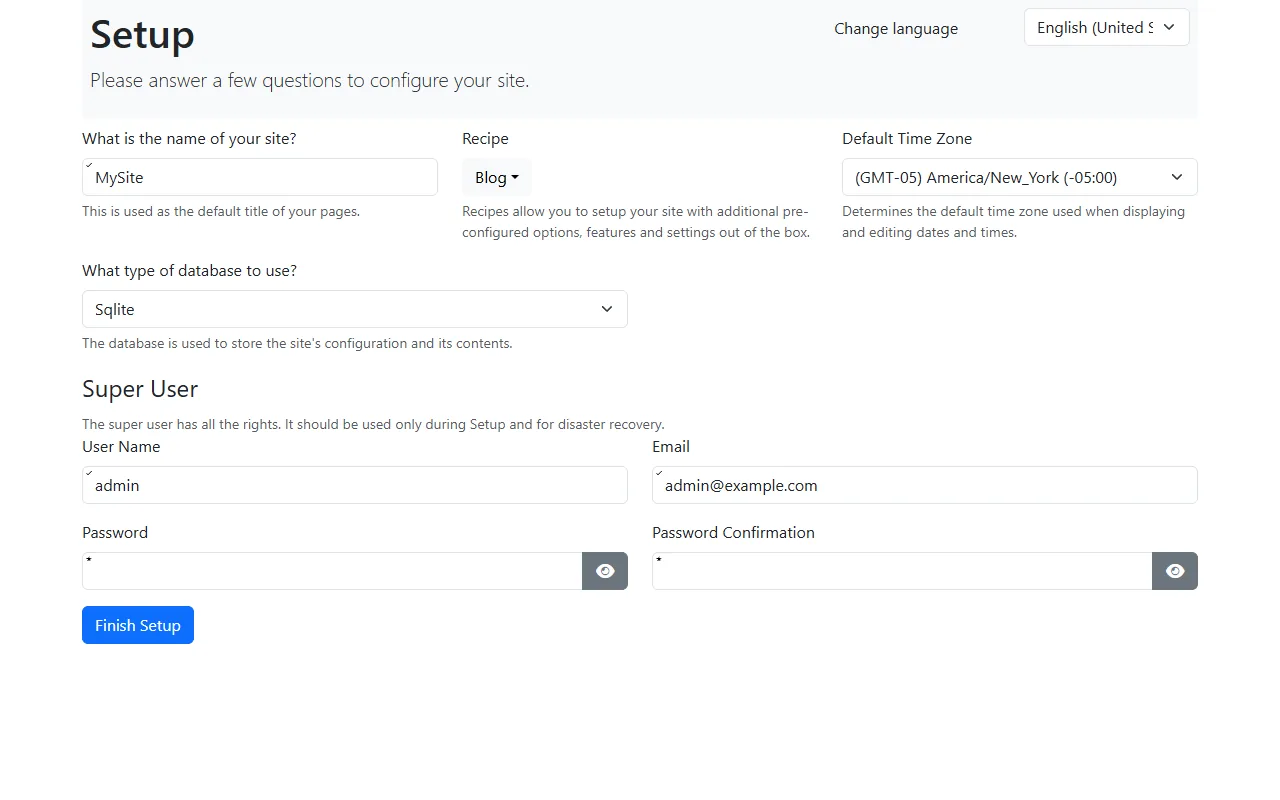 Setup
Change language
English (United S
Please answer a few questions to configure your site.
What is the name of your site?
Recipe
Default Time Zone
MySite
Blog
(GMT-05) America/New_York (-05:00)
This is used as the default title of your pages.
Recipes allow you to setup your site with additional pre-
configured options, features and settings out of the box.
Determines the default time zone used when displaying
and editing dates and times.
What type of database to use?
Sqlite
The database is used to store the site's configuration and its contents.
Super User
The super user has all the rights. It should be used only during Setup and for disaster recovery.
User Name
Email
admin
admin@example.com
Password
Password Confirmation
*
*
Finish Setup